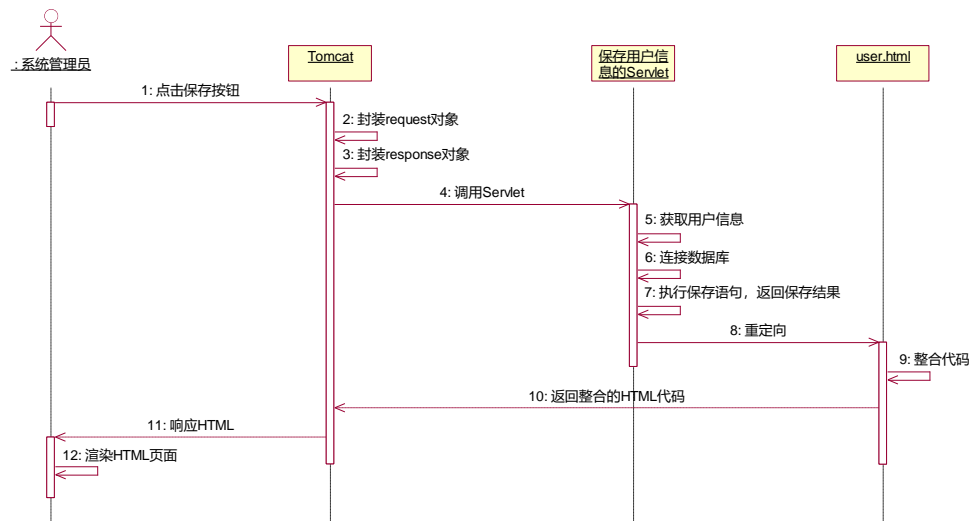 : 系统管理员
Tomcat
保存用户信
息的Servlet
user.html
1: 点击保存按钮
2: 封装request对象
3: 封装response对象
4: 调用Servlet
5: 获取用户信息
6: 连接数据库
7: 执行保存语句，返回保存结果
8: 重定向
9: 整合代码
10: 返回整合的HTML代码
11: 响应HTML
12: 渲染HTML页面